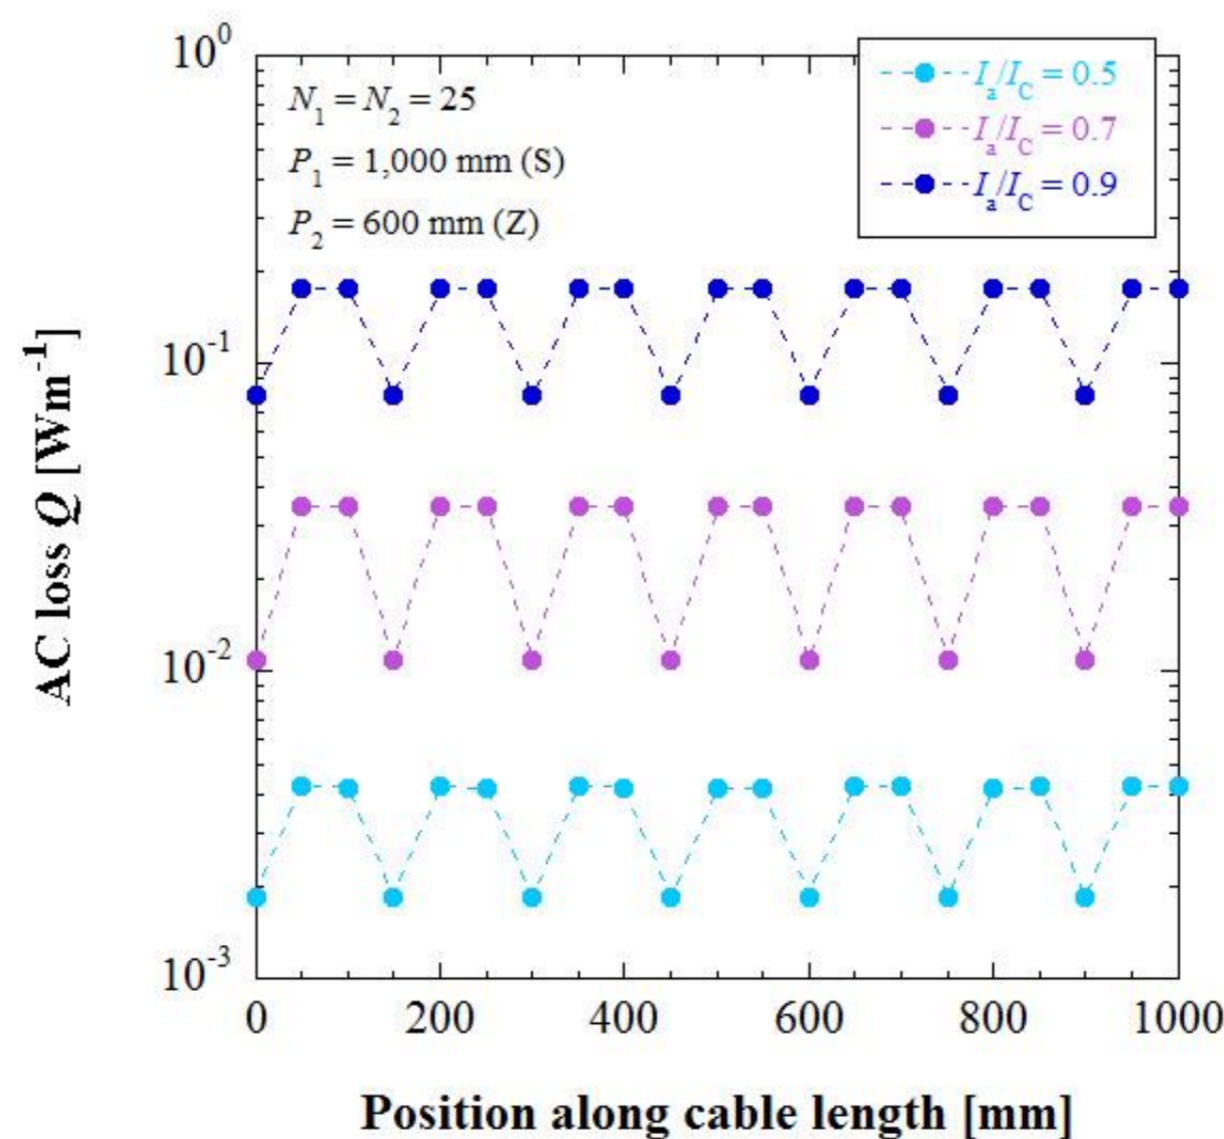 10^0
N_1 = N_2 = 25
P_1 = 1,000 mm (S)
P_2 = 600 mm (Z)
I_a/I_C = 0.5
I_a/I_C = 0.7
I_a/I_C = 0.9
10^-1
10^-2
10^-3
AC loss Q [Wm^-1]
0 200 400 600 800 1000
Position along cable length [mm]